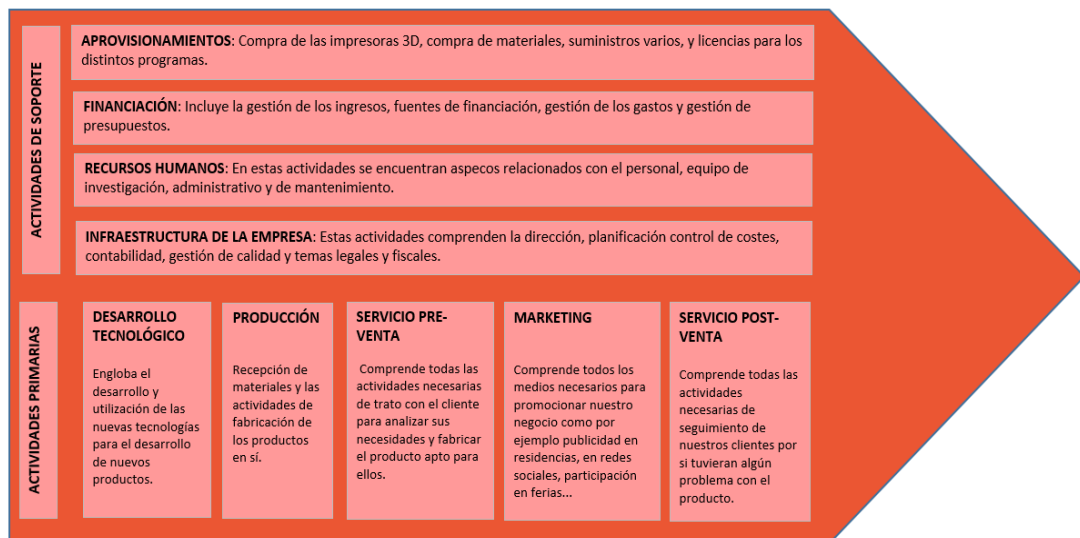 ACTIVIDADES DE SOPORTE
APROVISIONAMIENTOS: Compra de las impresoras 3D, compra de materiales, suministros varios, y licencias para los
distintos programas.
FINANCIACIÓN: Incluye la gestión de los ingresos, fuentes de financiación, gestión de los gastos y gestión de
presupuestos.
RECURSOS HUMANOS: En estas actividades se encuentran aspecos relacionados con el personal, equipo de
investigación, administrativo y de mantenimiento.
INFRAESTRUCTURA DE LA EMPRESA: Estas actividades comprenden la dirección, planificación control de costes,
contabilidad, gestión de calidad y temas legales y fiscales.
ACTIVIDADES PRIMARIAS
DESARROLLO
TECNOLÓGICO
Engloba el
desarrollo y
utilización de las
nuevas tecnologías
para el desarrollo
de nuevos
productos.
PRODUCCIÓN
Recepción de
materiales y las
actividades de
fabricación de
los productos
en sí.
SERVICIO PRE-
VENTA
Comprende todas las
actividades necesarias
de trato con el cliente
para analizar sus
necesidades y fabricar
el producto apto para
ellos.
MARKETING
Comprende todos los
medios necesarios para
promocionar nuestro
negocio como por
ejemplo publicidad en
residencias, en redes
sociales, participación
en ferias...
SERVICIO POST-
VENTA
Comprende todas las
actividades
necesarias de
seguimiento de
nuestros clientes por
si tuvieran algún
problema con el
producto.